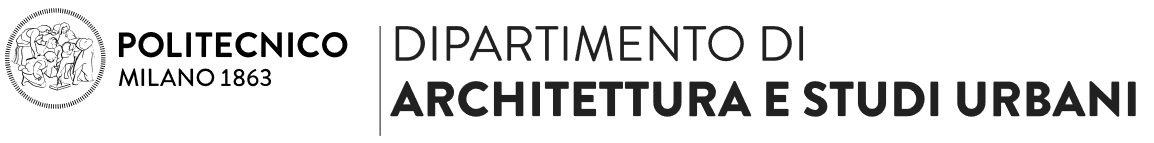 POLITECNICO
MILANO 1863
DIPARTIMENTO DI
ARCHITETTURA E STUDI URBANI